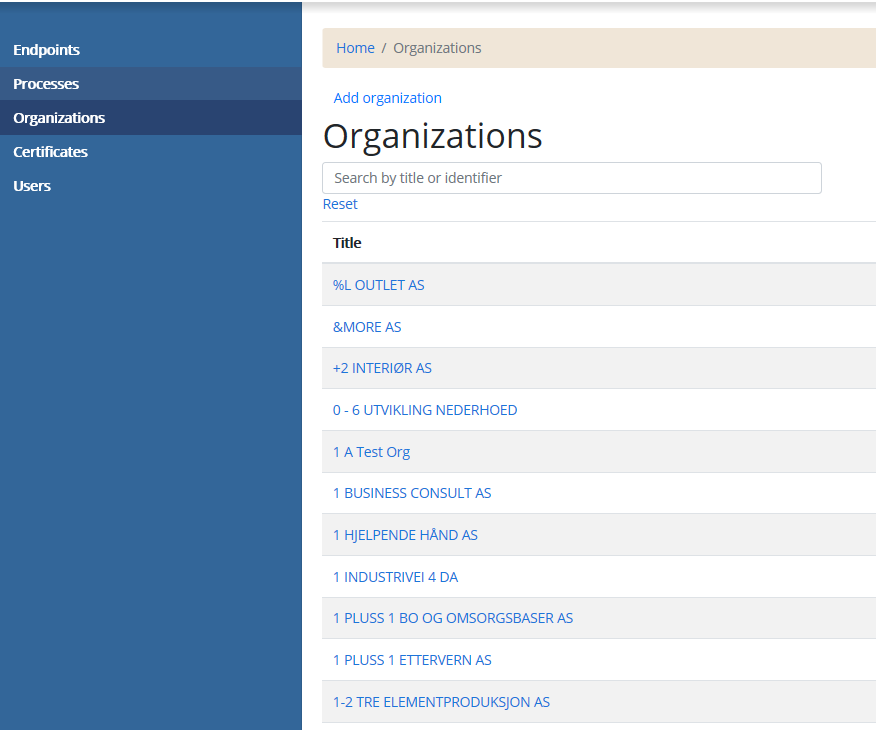 Endpoints
Processes
Organizations
Certificates
Users
Home / Organizations
Add organization
Organizations
Search by title or identifier
Reset
Title
%L OUTLET AS
&MORE AS
+2 INTERIØR AS
0 - 6 UTVIKLING NEDERHOED
1 A Test Org
1 BUSINESS CONSULT AS
1 HJELPENDE HÅND AS
1 INDUSTRIVEI 4 DA
1 PLUSS 1 BO OG OMSORGSBASER AS
1 PLUSS 1 ETTERVERN AS
1-2 TRE ELEMENTPRODUKSJON AS